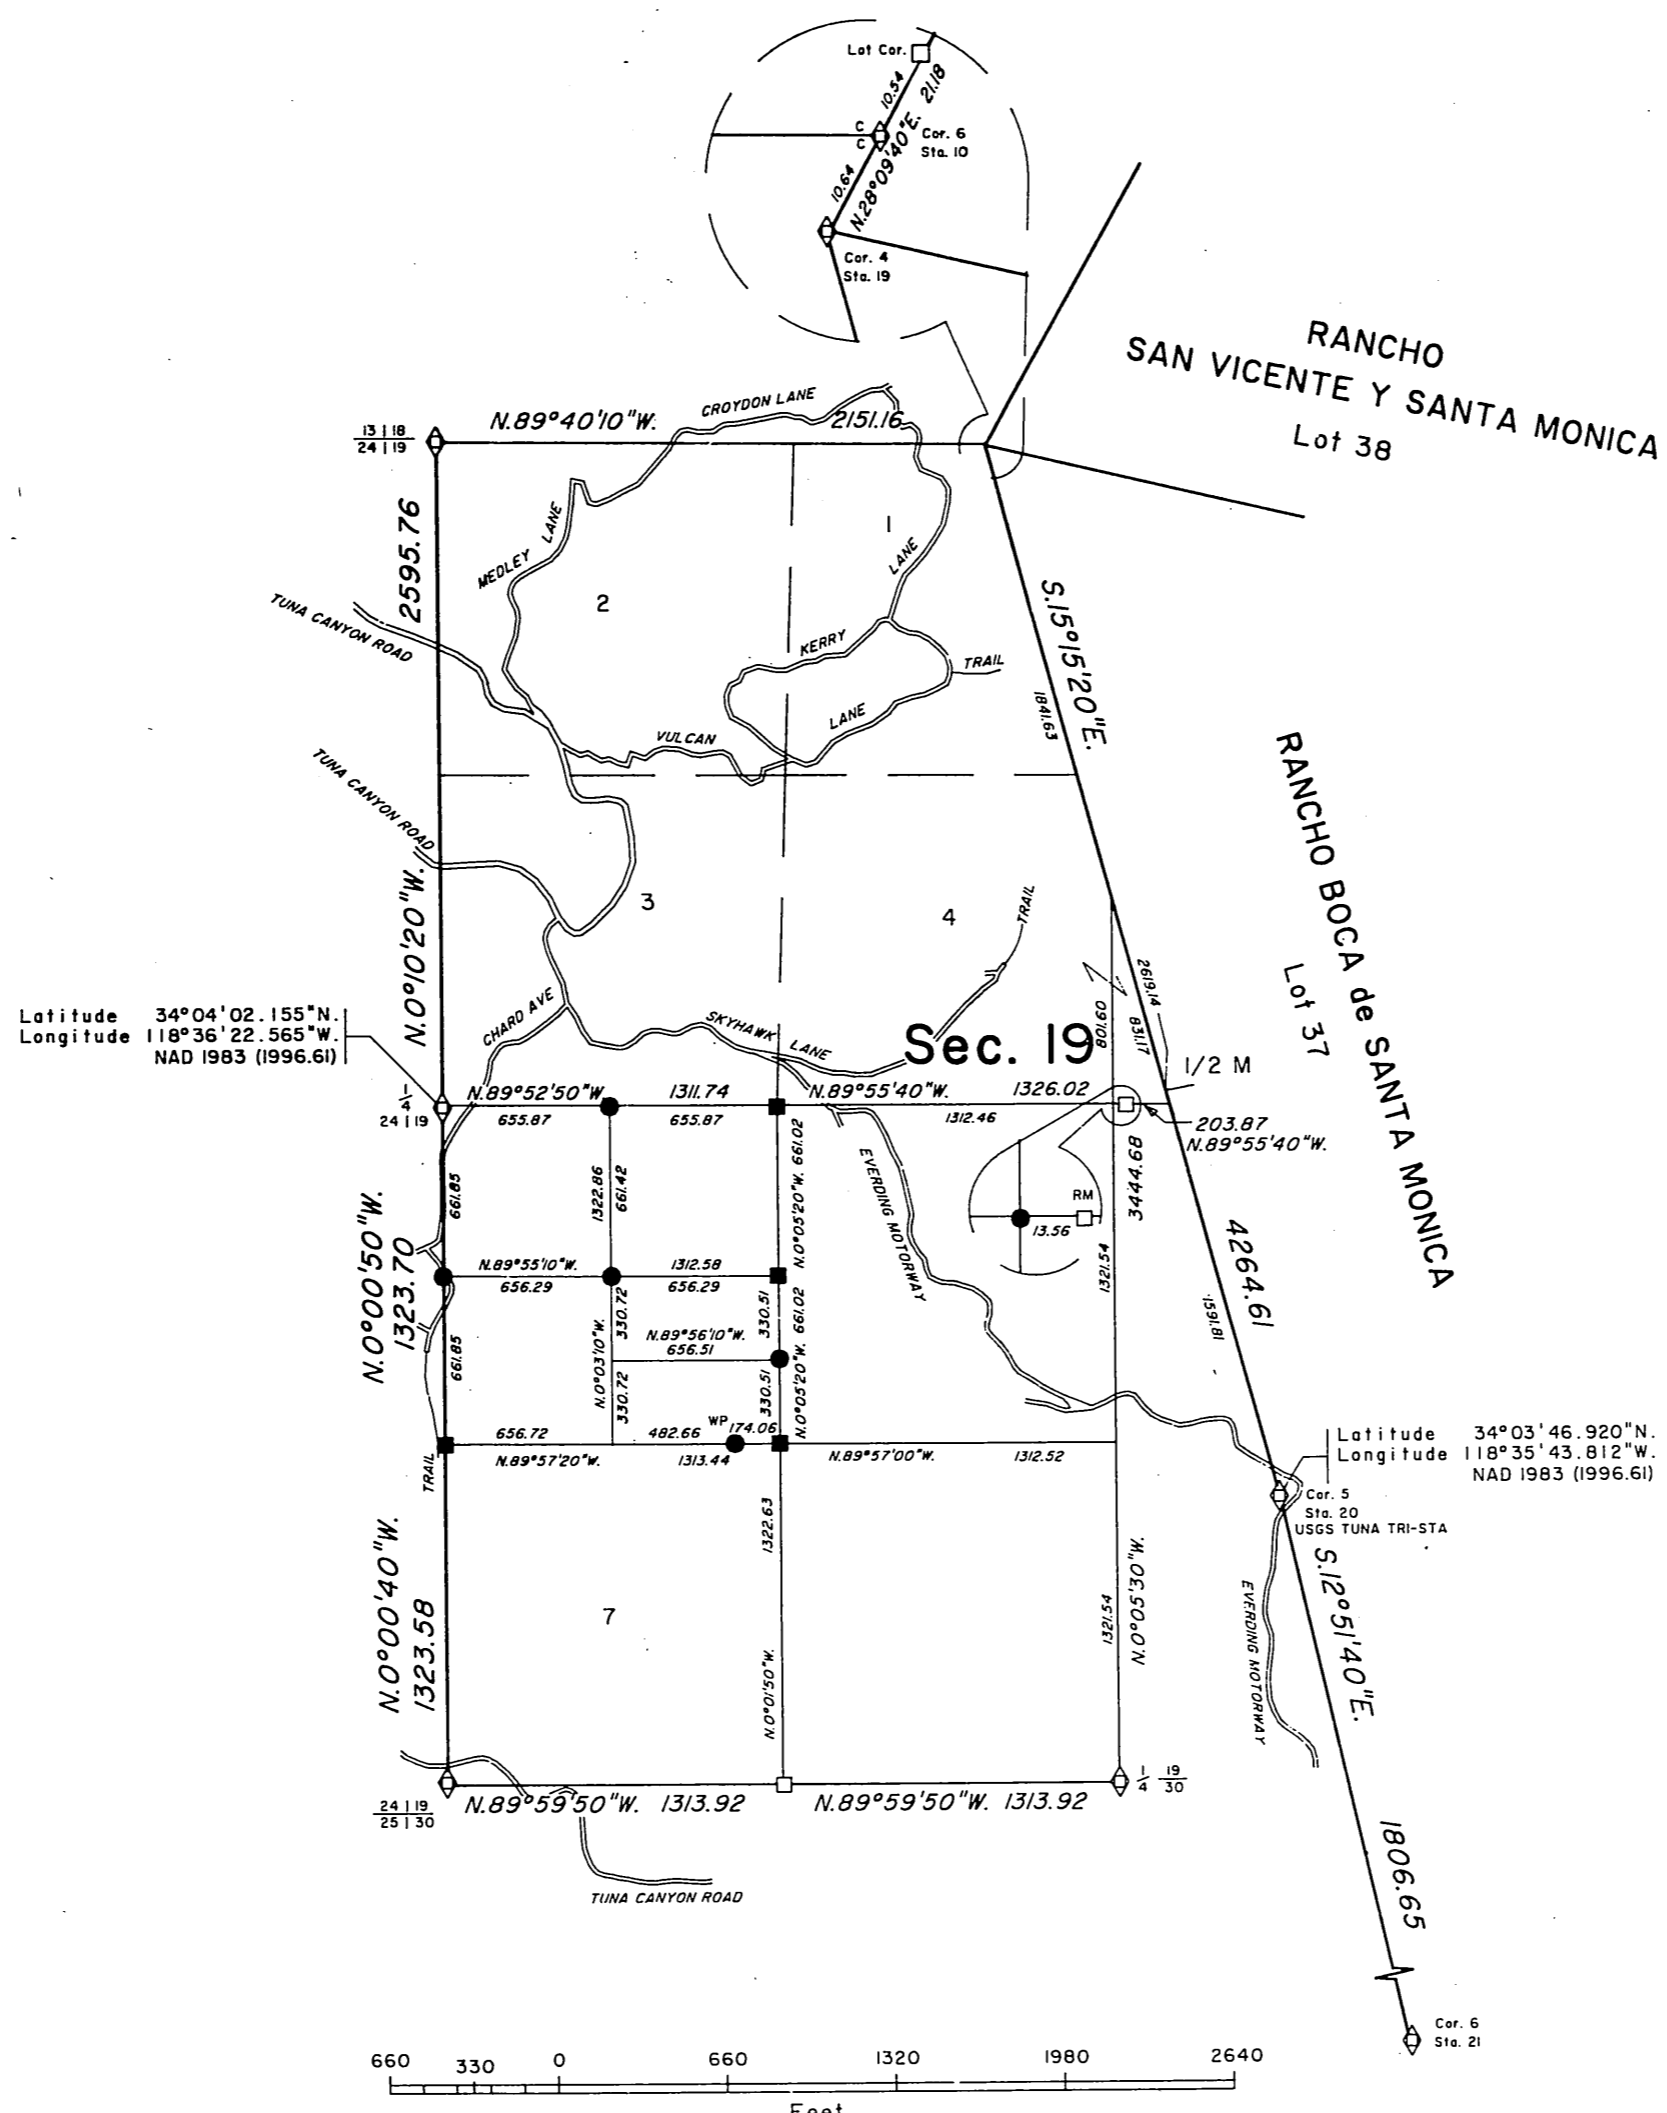 Lot Cor.
10.54
21.18
C
C
Cor. 6
Sta. 10
10.64
N.28°09'40"E.
Cor. 4
Sta. 19
RANCHO
SAN VICENTE Y SANTA MONICA
Lot 38
13 | 18
24 | 19
N.89°40'10"W.
CROYDON LANE
2151.16
2595.76
MEDLEY LANE
1
LANE
2
TUNA CANYON ROAD
KERRY
TRAIL
S.15°15'20"E.
1841.63
LANE
VULCAN
TUNA CANYON ROAD
RANCHO BOCA de SANTA MONICA
Lot 37
3
4
TRAIL
N.0°10'20"W.
2619.14
801.60
831.17
CHARD AVE
SKYHAWK LANE
Sec. 19
Latitude 34°04'02.155"N.
Longitude 118°36'22.565"W.
NAD 1983 (1996.61)
1/2 M
1/4
24 | 19
N.89°52'50"W.
1311.74
N.89°55'40"W.
1326.02
655.87
655.87
1312.46
203.87
N.89°55'40"W.
661.85
1322.86
661.42
N.0°05'20"W. 661.02
EVERDING MOTORWAY
RM
13.56
3444.68
N.0°00'50"W.
1323.70
4264.61
N.89°55'10"W.
1312.58
656.29
656.29
1321.54
1591.81
661.85
N.0°03'10"W.
330.72
330.72
N.89°56'10"W.
656.51
330.51
330.51
N.0°05'20"W. 661.02
656.72
482.66
WP
174.06
N.89°57'20"W.
1313.44
N.89°57'00"W.
1312.52
TRAIL
Latitude 34°03'46.920"N.
Longitude 118°35'43.812"W.
NAD 1983 (1996.61)
Cor. 5
Sta. 20
USGS TUNA TRI-STA
N.0°00'40"W.
1323.58
7
1322.63
N.0°01'50"W.
1321.54
N.0°05'30"W.
EVERDING MOTORWAY
S.12°51'40"E.
24 | 19
25 | 30
N.89°59'50"W. 1313.92
N.89°59'50"W. 1313.92
1/4 19/30
TUNA CANYON ROAD
1806.65
Cor. 6
Sta. 21
660 330 0 660 1320 1980 2640
Feet